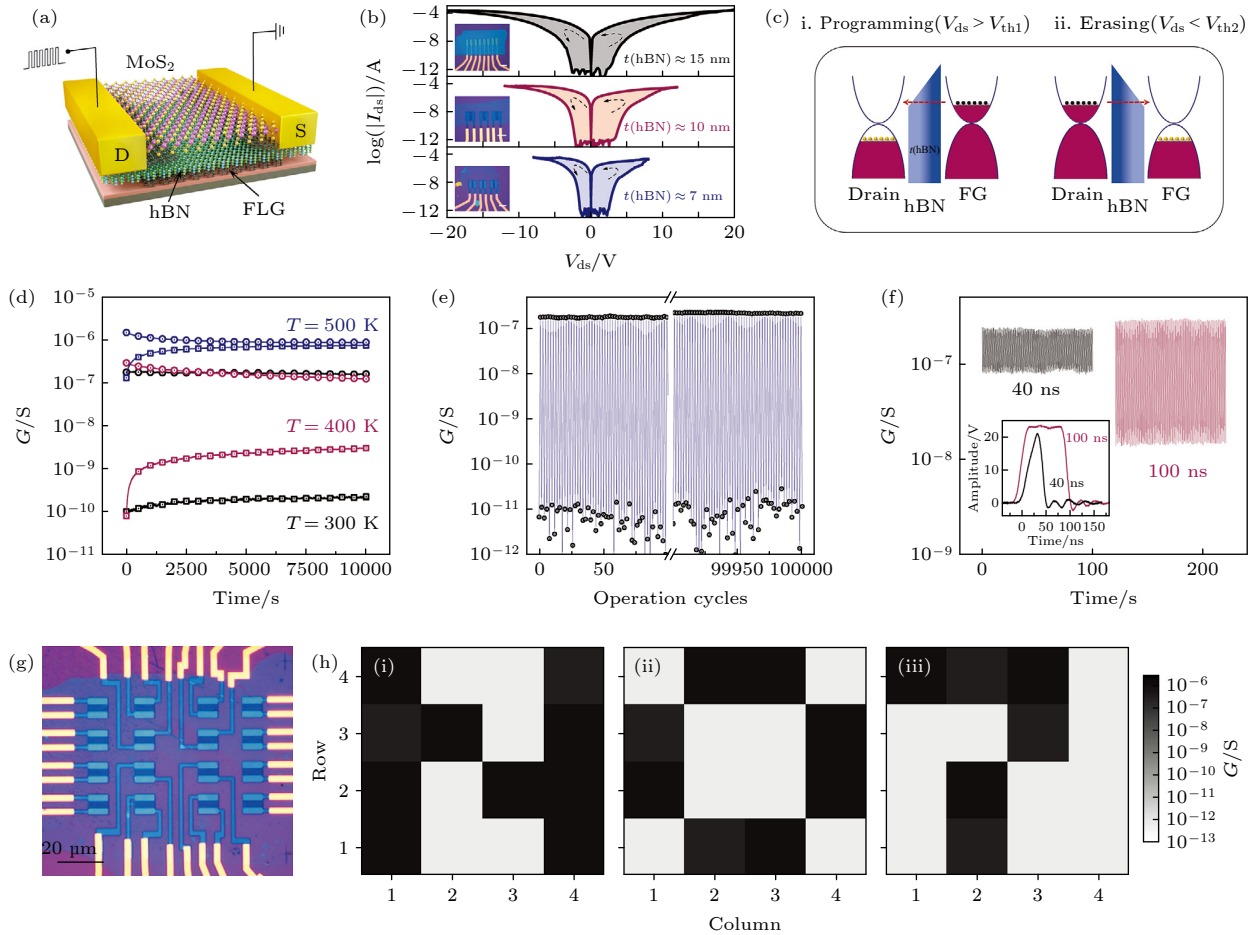 (a)
MoS₂
D
S
hBN
FLG
(b)
log(|I_ds|)/A
−4
−8
−12
t(hBN) ≈ 15 nm
−4
−8
−12
t(hBN) ≈ 10 nm
−4
−8
−12
t(hBN) ≈ 7 nm
−20 −10 0 10 20
V_ds/V
(c)
i. Programming(V_ds > V_th1) ii. Erasing(V_ds < V_th2)
t(hBN)
Drain FG Drain FG
hBN hBN
(d)
G/S
10⁻⁵
10⁻⁶
10⁻⁷
10⁻⁸
10⁻⁹
10⁻¹⁰
10⁻¹¹
T = 500 K
T = 400 K
T = 300 K
0 2500 5000 7500 10000
Time/s
(e)
G/S
10⁻⁷
10⁻⁸
10⁻⁹
10⁻¹⁰
10⁻¹¹
10⁻¹²
0 50 99950 100000
Operation cycles
(f)
G/S
10⁻⁷
10⁻⁸
10⁻⁹
40 ns
100 ns
Amplitude/V
20
10
0
100 ns
40 ns
0 50 100 150
Time/ns
0 100 200
Time/s
(g)
20 µm
(h)
(i) (ii) (iii)
Row
4
3
2
1
1 2 3 4 1 2 3 4 1 2 3 4
Column
10⁻⁶
10⁻⁷
10⁻⁸
10⁻⁹
10⁻¹⁰
10⁻¹¹
10⁻¹²
10⁻¹³
G/S